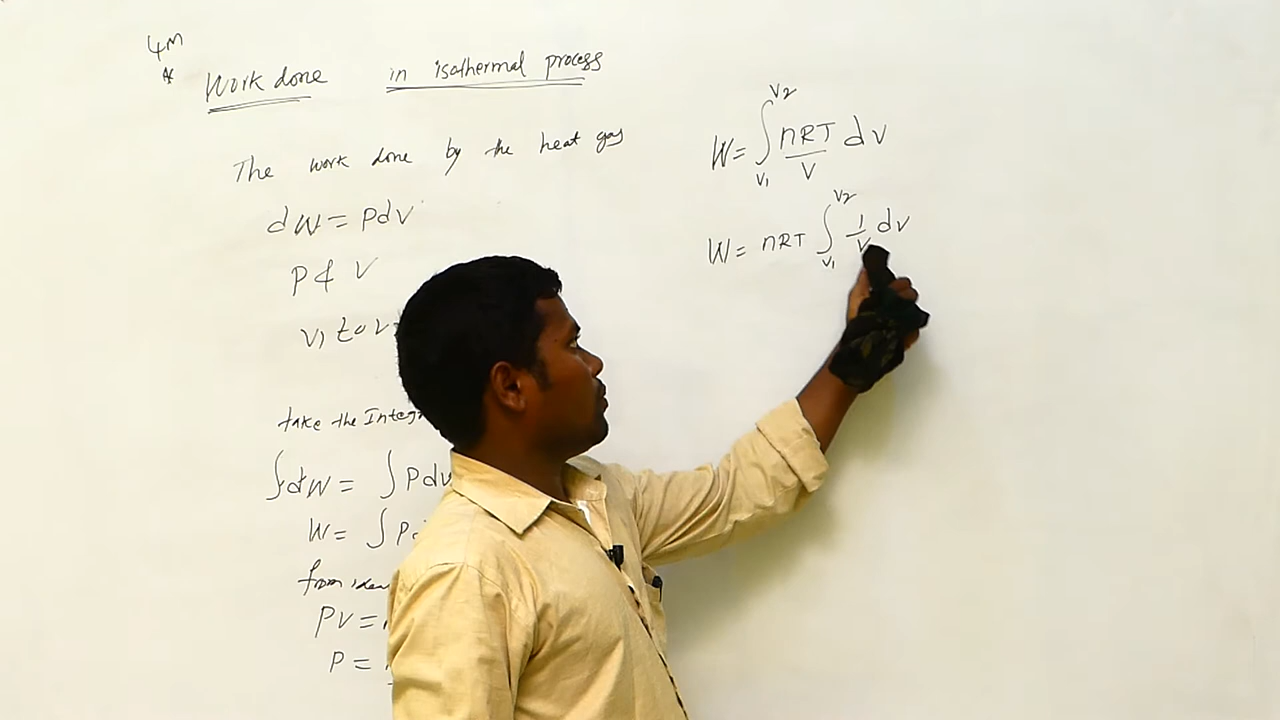 4M
* Work done in isothermal process
The work done by the heat gas
dW = PdV
P & V
V₁ to V
take the Integ
∫dW = ∫PdV
W = ∫P
from idea
PV =
P =
W = ∫_{V₁}^{V₂} nRT/V dV
W = nRT ∫_{V₁}^{V₂} 1/V dV